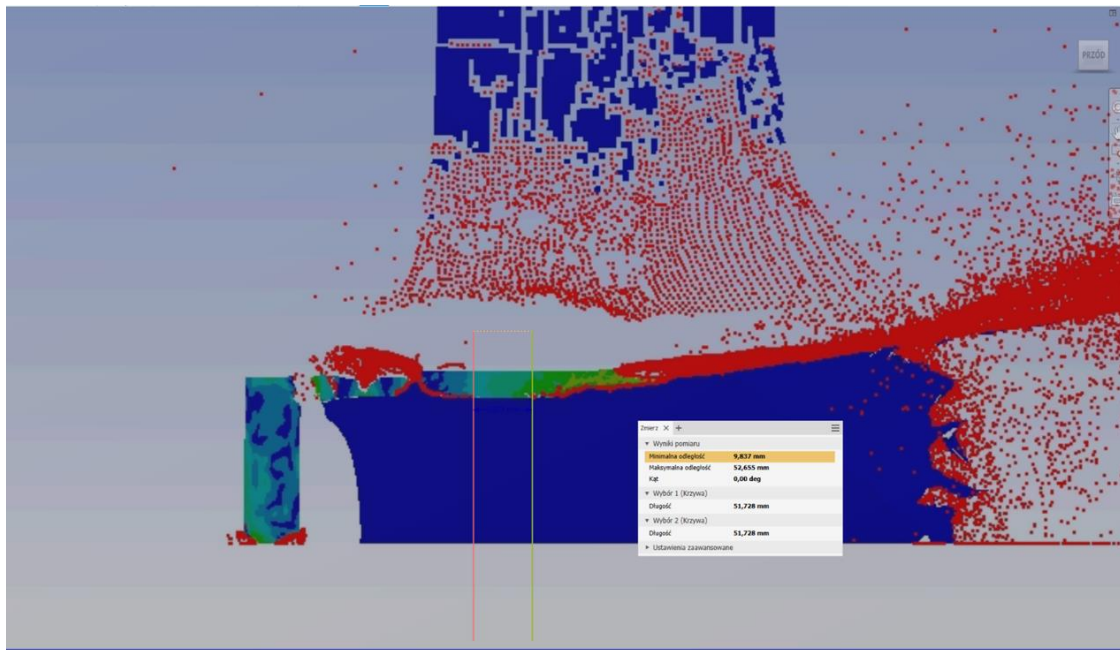 PRZÓD
Zmierz × +
Wyniki pomiaru
Minimalna odległość 9,837 mm
Maksymalna odległość 52,655 mm
Kąt 0,00 deg
Wybór 1 (Krzywa)
Długość 51,728 mm
Wybór 2 (Krzywa)
Długość 51,728 mm
Ustawienia zaawansowane